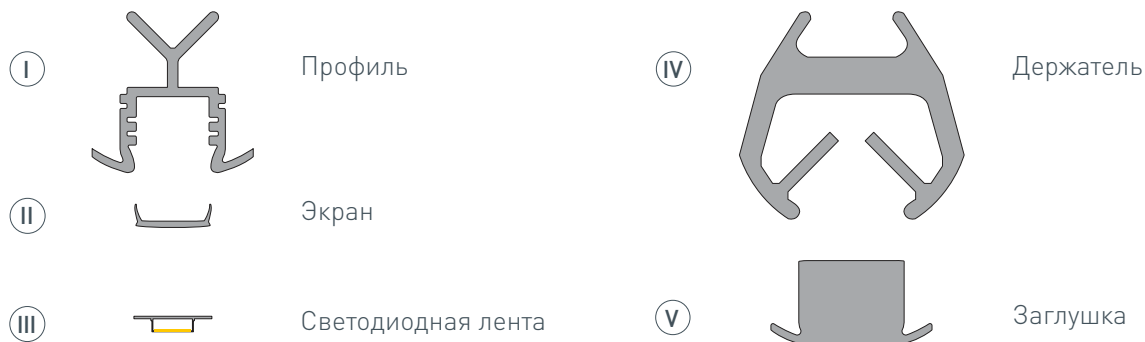 I Профиль
II Экран
III Светодиодная лента
IV Держатель
V Заглушка